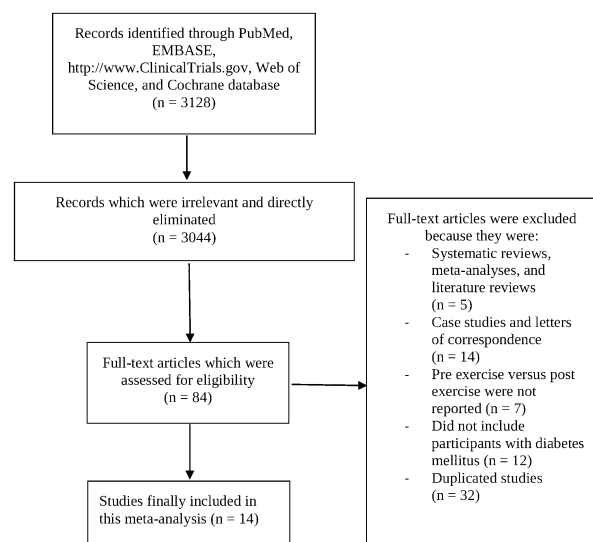 Records identified through PubMed,
EMBASE,
http://www.ClinicalTrials.gov, Web of
Science, and Cochrane database
(n = 3128)
Records which were irrelevant and directly
eliminated
(n = 3044)
Full-text articles which were
assessed for eligibility
(n = 84)
Full-text articles were excluded
because they were:
- Systematic reviews,
meta-analyses, and
literature reviews
(n = 5)
- Case studies and letters
of correspondence
(n = 14)
- Pre exercise versus post
exercise were not
reported (n = 7)
- Did not include
participants with diabetes
mellitus (n = 12)
- Duplicated studies
(n = 32)
Studies finally included in
this meta-analysis (n = 14)